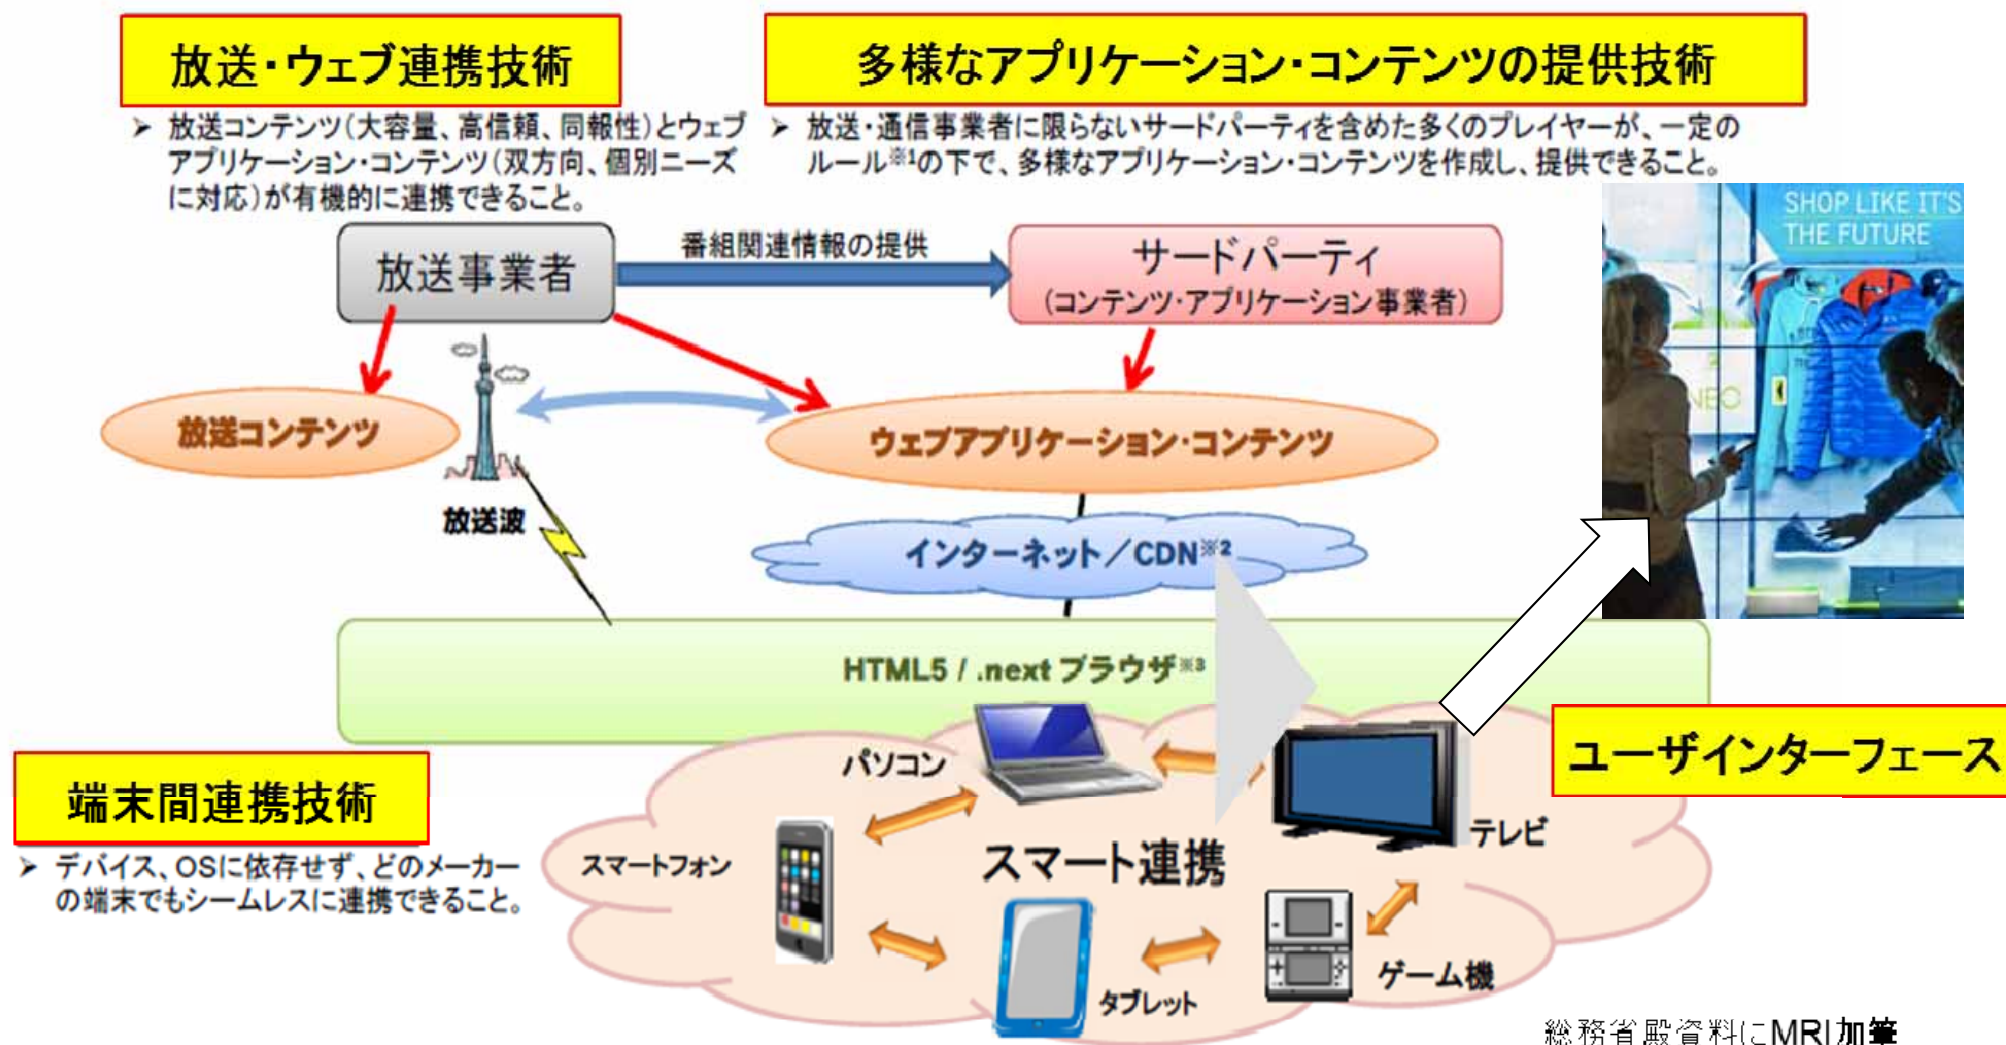 放送・ウェブ連携技術
多様なアプリケーション・コンテンツの提供技術
➢ 放送コンテンツ(大容量、高信頼、同報性)とウェブ
アプリケーション・コンテンツ(双方向、個別ニーズ
に対応)が有機的に連携できること。
➢ 放送・通信事業者に限らないサードパーティを含めた多くのプレイヤーが、一定の
ルール※1の下で、多様なアプリケーション・コンテンツを作成し、提供できること。
SHOP LIKE IT'S
THE FUTURE
放送事業者
番組関連情報の提供
サードパーティ
(コンテンツ・アプリケーション事業者)
NEO
放送コンテンツ
ウェブアプリケーション・コンテンツ
放送波
インターネット／CDN※2
HTML5 / .next ブラウザ※3
ユーザインターフェース
パソコン
端末間連携技術
テレビ
スマート連携
スマートフォン
➢ デバイス、OSに依存せず、どのメーカー
の端末でもシームレスに連携できること。
ゲーム機
タブレット
総務省殿資料にMRI加筆